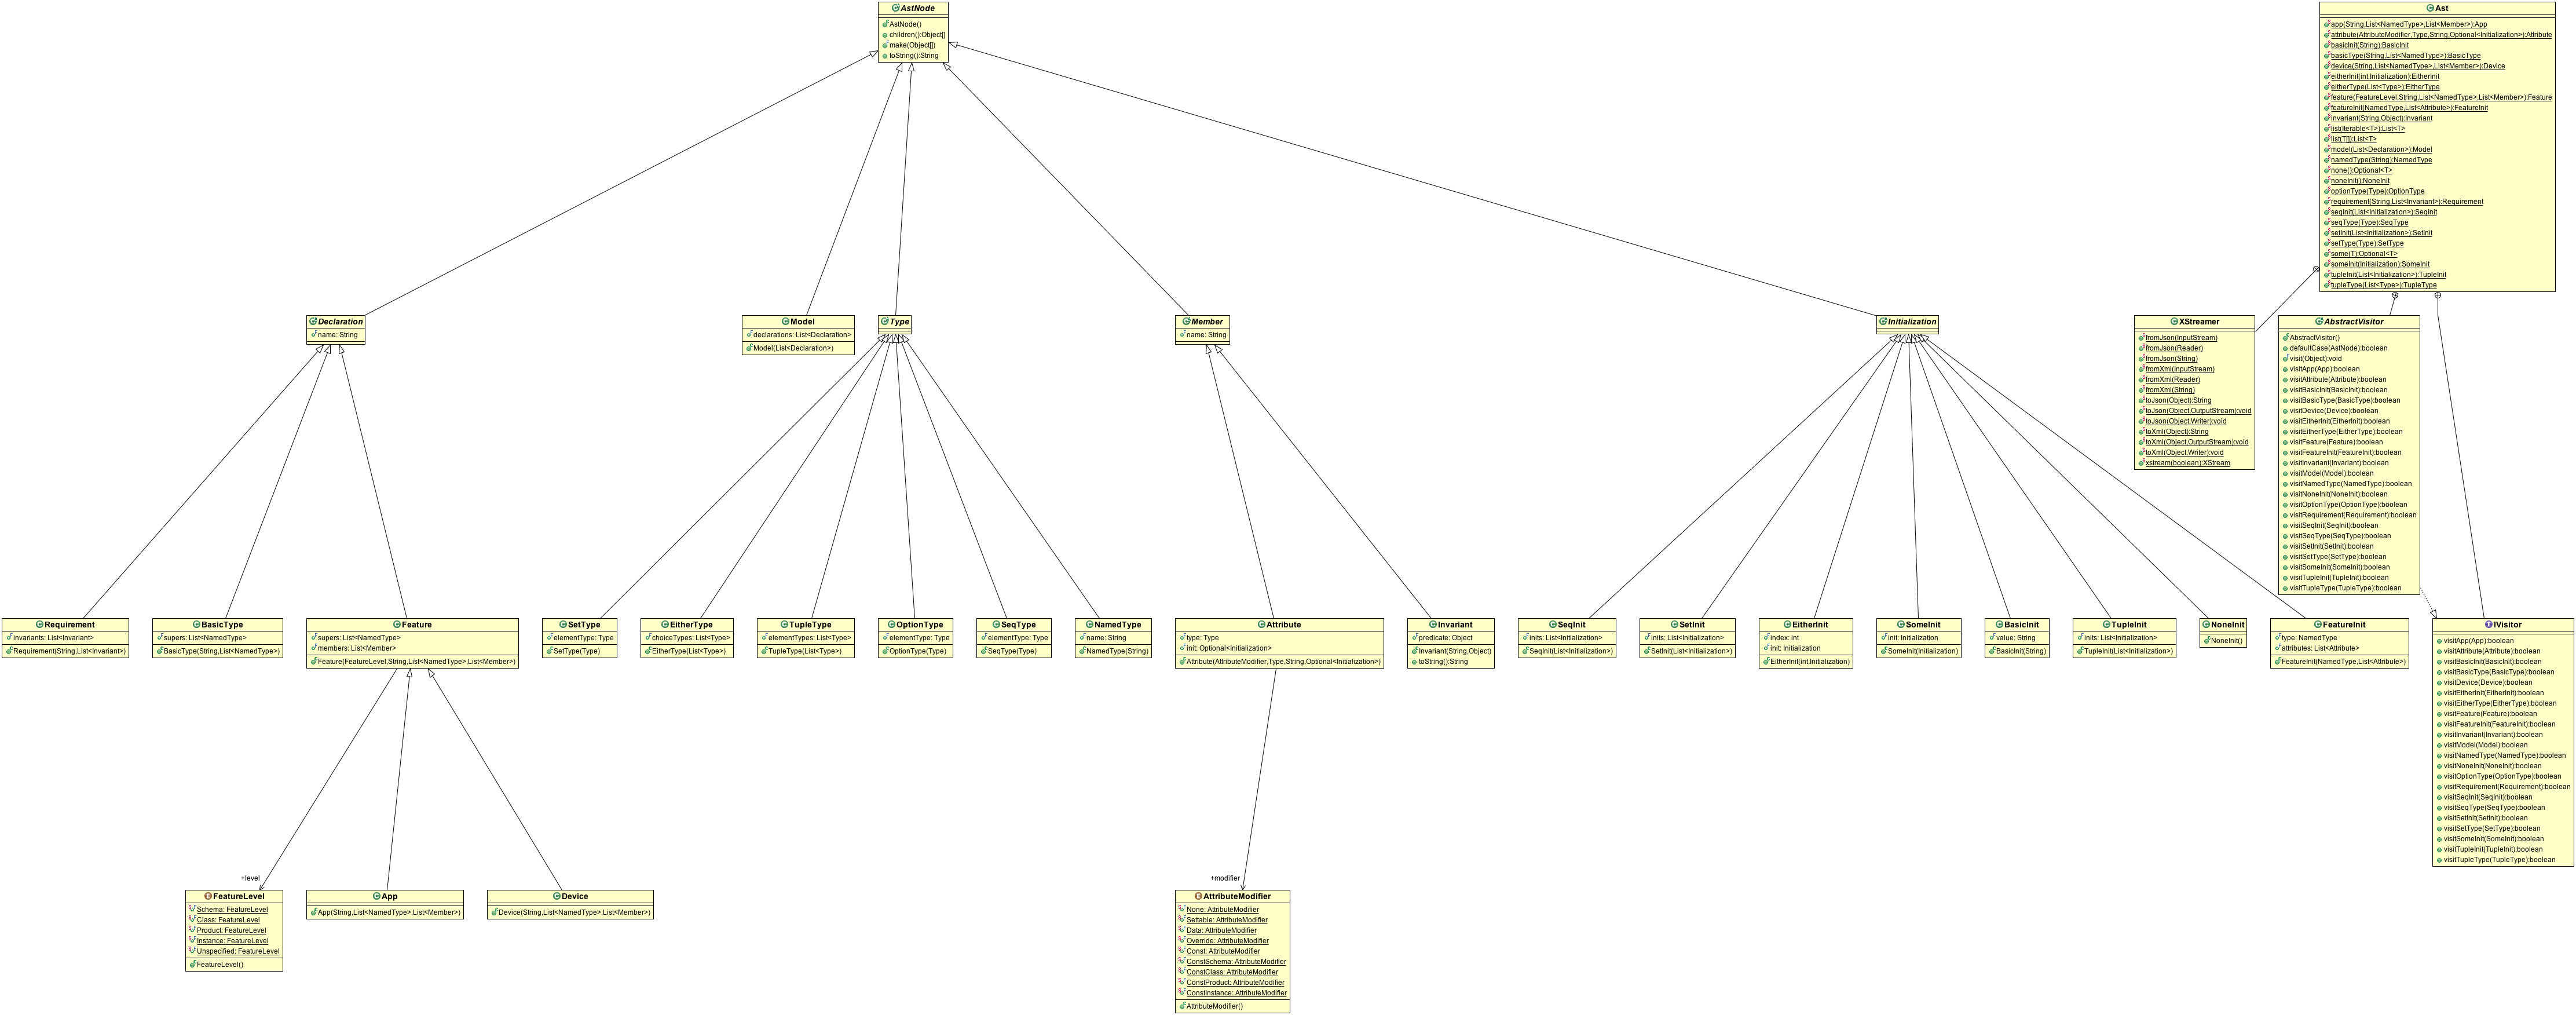 AstNode
AstNode()
children():Object[]
make(Object[])
toString():String
Ast
app(String,List<NamedType>,List<Member>):App
attribute(AttributeModifier,Type,String,Optional<Initialization>):Attribute
basicInit(String):BasicInit
basicType(String,List<NamedType>):BasicType
device(String,List<NamedType>,List<Member>):Device
eitherInit(int,Initialization):EitherInit
eitherType(List<Type>):EitherType
feature(FeatureLevel,String,List<NamedType>,List<Member>):Feature
featureInit(NamedType,List<Attribute>):FeatureInit
invariant(String,Object):Invariant
list(Iterable<T>):List<T>
list(T[]):List<T>
model(List<Declaration>):Model
namedType(String):NamedType
none():Optional<T>
noneInit():NoneInit
optionType(Type):OptionType
requirement(String,List<Invariant>):Requirement
seqInit(List<Initialization>):SeqInit
seqType(Type):SeqType
setInit(List<Initialization>):SetInit
setType(Type):SetType
some(T):Optional<T>
someInit(Initialization):SomeInit
tupleInit(List<Initialization>):TupleInit
tupleType(List<Type>):TupleType
Declaration
name: String
Model
declarations: List<Declaration>
Model(List<Declaration>)
Type
Member
name: String
Initialization
XStreamer
fromJson(InputStream)
fromJson(Reader)
fromJson(String)
fromXml(InputStream)
fromXml(Reader)
fromXml(String)
toJson(Object):String
toJson(Object,OutputStream):void
toJson(Object,Writer):void
toXml(Object):String
toXml(Object,OutputStream):void
toXml(Object,Writer):void
xstream(boolean):XStream
AbstractVisitor
AbstractVisitor()
defaultCase(AstNode):boolean
visit(Object):void
visitApp(App):boolean
visitAttribute(Attribute):boolean
visitBasicInit(BasicInit):boolean
visitBasicType(BasicType):boolean
visitDevice(Device):boolean
visitEitherInit(EitherInit):boolean
visitEitherType(EitherType):boolean
visitFeature(Feature):boolean
visitFeatureInit(FeatureInit):boolean
visitInvariant(Invariant):boolean
visitModel(Model):boolean
visitNamedType(NamedType):boolean
visitNoneInit(NoneInit):boolean
visitOptionType(OptionType):boolean
visitRequirement(Requirement):boolean
visitSeqInit(SeqInit):boolean
visitSeqType(SeqType):boolean
visitSetInit(SetInit):boolean
visitSetType(SetType):boolean
visitSomeInit(SomeInit):boolean
visitTupleInit(TupleInit):boolean
visitTupleType(TupleType):boolean
Requirement
invariants: List<Invariant>
Requirement(String,List<Invariant>)
BasicType
supers: List<NamedType>
BasicType(String,List<NamedType>)
Feature
supers: List<NamedType>
members: List<Member>
Feature(FeatureLevel,String,List<NamedType>,List<Member>)
SetType
elementType: Type
SetType(Type)
EitherType
choiceTypes: List<Type>
EitherType(List<Type>)
TupleType
elementTypes: List<Type>
TupleType(List<Type>)
OptionType
elementType: Type
OptionType(Type)
SeqType
elementType: Type
SeqType(Type)
NamedType
name: String
NamedType(String)
Attribute
type: Type
init: Optional<Initialization>
Attribute(AttributeModifier,Type,String,Optional<Initialization>)
Invariant
predicate: Object
Invariant(String,Object)
toString():String
SeqInit
inits: List<Initialization>
SeqInit(List<Initialization>)
SetInit
inits: List<Initialization>
SetInit(List<Initialization>)
EitherInit
index: int
init: Initialization
EitherInit(int,Initialization)
SomeInit
init: Initialization
SomeInit(Initialization)
BasicInit
value: String
BasicInit(String)
TupleInit
inits: List<Initialization>
TupleInit(List<Initialization>)
NoneInit
NoneInit()
FeatureInit
type: NamedType
attributes: List<Attribute>
FeatureInit(NamedType,List<Attribute>)
IVisitor
visitApp(App):boolean
visitAttribute(Attribute):boolean
visitBasicInit(BasicInit):boolean
visitBasicType(BasicType):boolean
visitDevice(Device):boolean
visitEitherInit(EitherInit):boolean
visitEitherType(EitherType):boolean
visitFeature(Feature):boolean
visitFeatureInit(FeatureInit):boolean
visitInvariant(Invariant):boolean
visitModel(Model):boolean
visitNamedType(NamedType):boolean
visitNoneInit(NoneInit):boolean
visitOptionType(OptionType):boolean
visitRequirement(Requirement):boolean
visitSeqInit(SeqInit):boolean
visitSeqType(SeqType):boolean
visitSetInit(SetInit):boolean
visitSetType(SetType):boolean
visitSomeInit(SomeInit):boolean
visitTupleInit(TupleInit):boolean
visitTupleType(TupleType):boolean
+level
FeatureLevel
Schema: FeatureLevel
Class: FeatureLevel
Product: FeatureLevel
Instance: FeatureLevel
Unspecified: FeatureLevel
FeatureLevel()
App
App(String,List<NamedType>,List<Member>)
Device
Device(String,List<NamedType>,List<Member>)
+modifier
AttributeModifier
None: AttributeModifier
Settable: AttributeModifier
Data: AttributeModifier
Override: AttributeModifier
Const: AttributeModifier
ConstSchema: AttributeModifier
ConstClass: AttributeModifier
ConstProduct: AttributeModifier
ConstInstance: AttributeModifier
AttributeModifier()